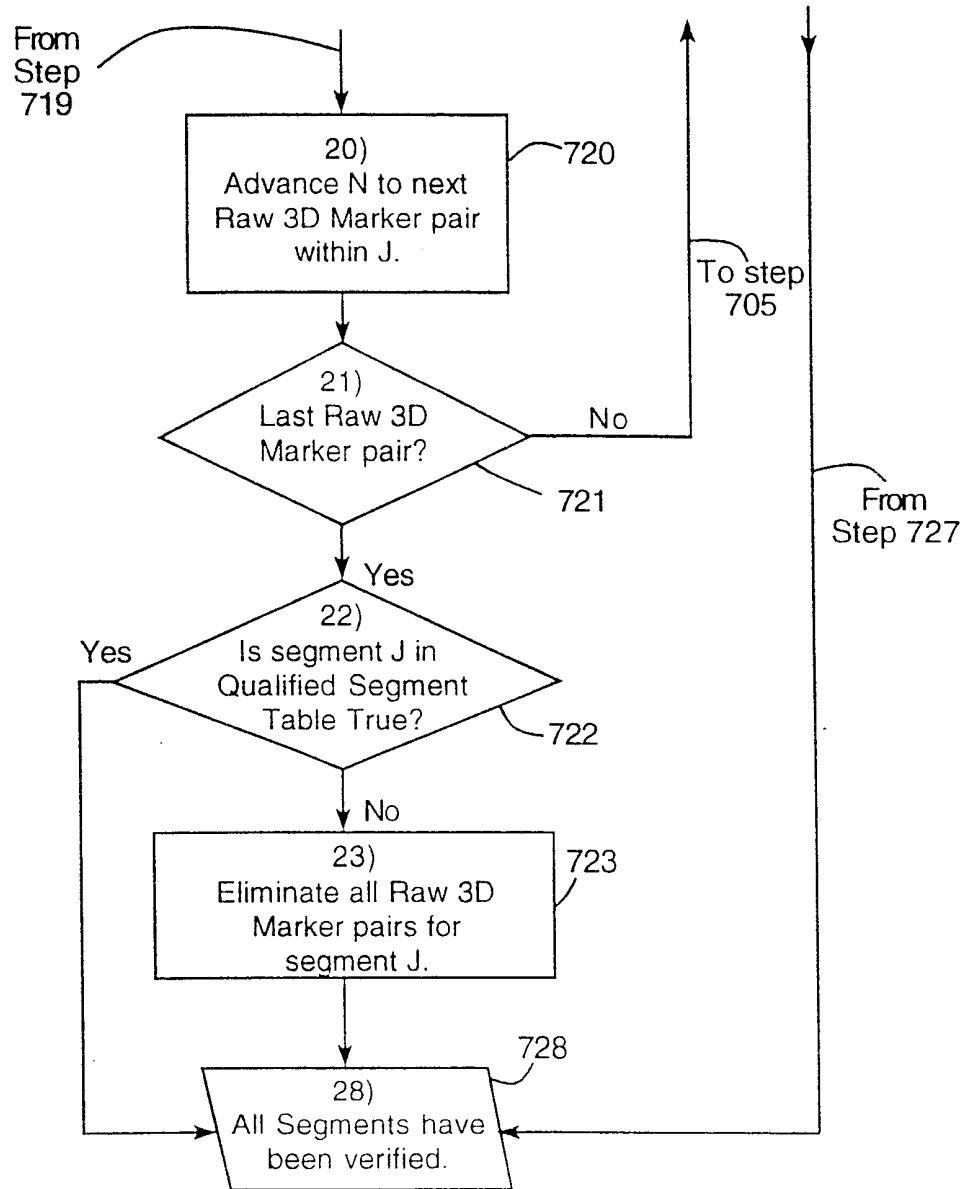 From
Step
719
20)
Advance N to next
Raw 3D Marker pair
within J.
720
To step
705
21)
Last Raw 3D
Marker pair?
No
721
From
Step 727
Yes
22)
Is segment J in
Qualified Segment
Table True?
Yes
722
No
23)
Eliminate all Raw 3D
Marker pairs for
segment J.
723
728
28)
All Segments have
been verified.